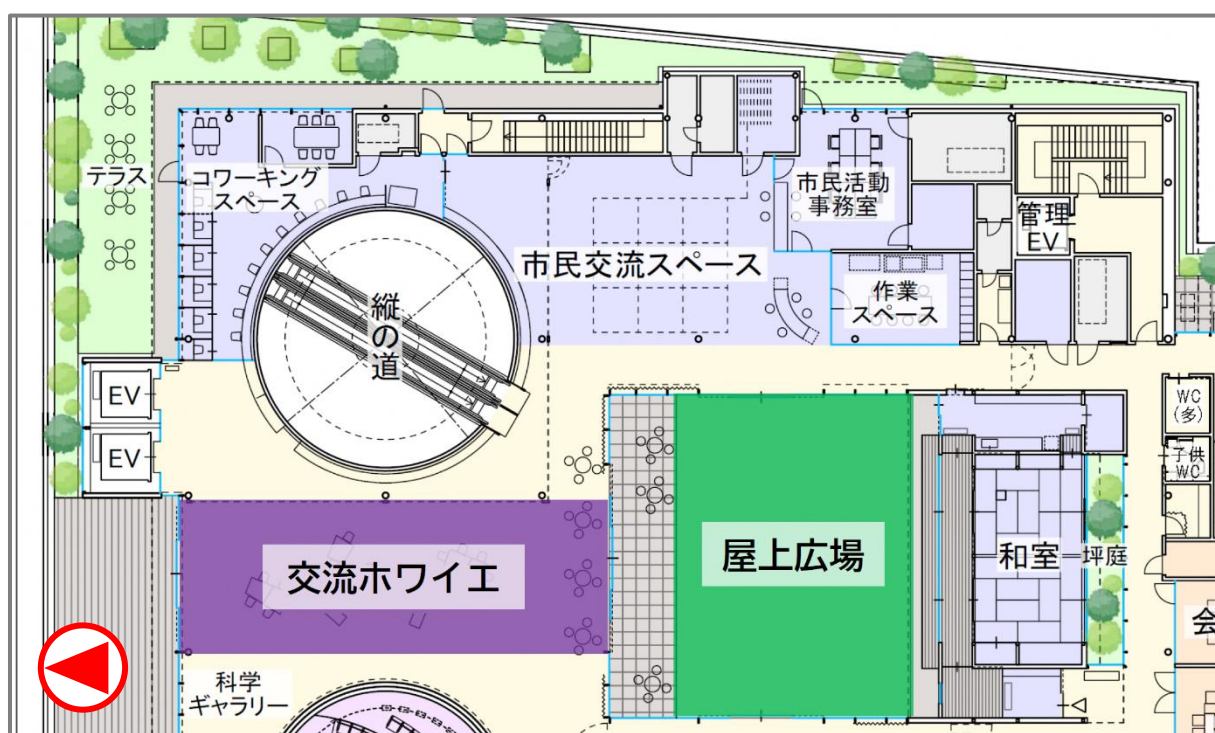 テラス
コワーキング
スペース
市民活動
事務室
管理
EV
市民交流スペース
作業
スペース
縦の道
EV
EV
WC
(多)
子供
WC
交流ホワイエ
屋上広場
和室
坪庭
会
科学
ギャラリー